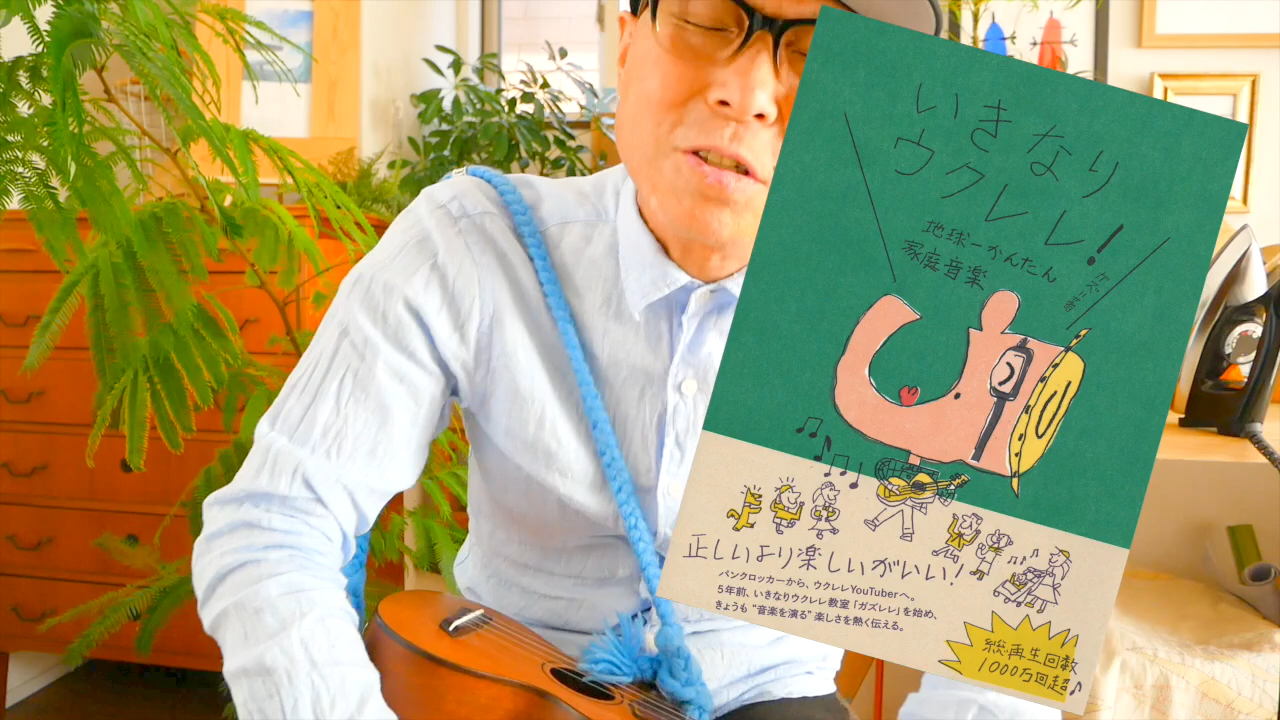 いきなり
ウクレレ!
地球一かんたん
家庭音楽
ガズ 著
正しいより楽しいがいい!
パンクロッカーから、ウクレレYouTuberへ。
5年前、いきなりウクレレ教室「ガズレレ」を始め、
きょうも“音楽を演る”楽しさを熱く伝える。
総再生回数
1000万回超